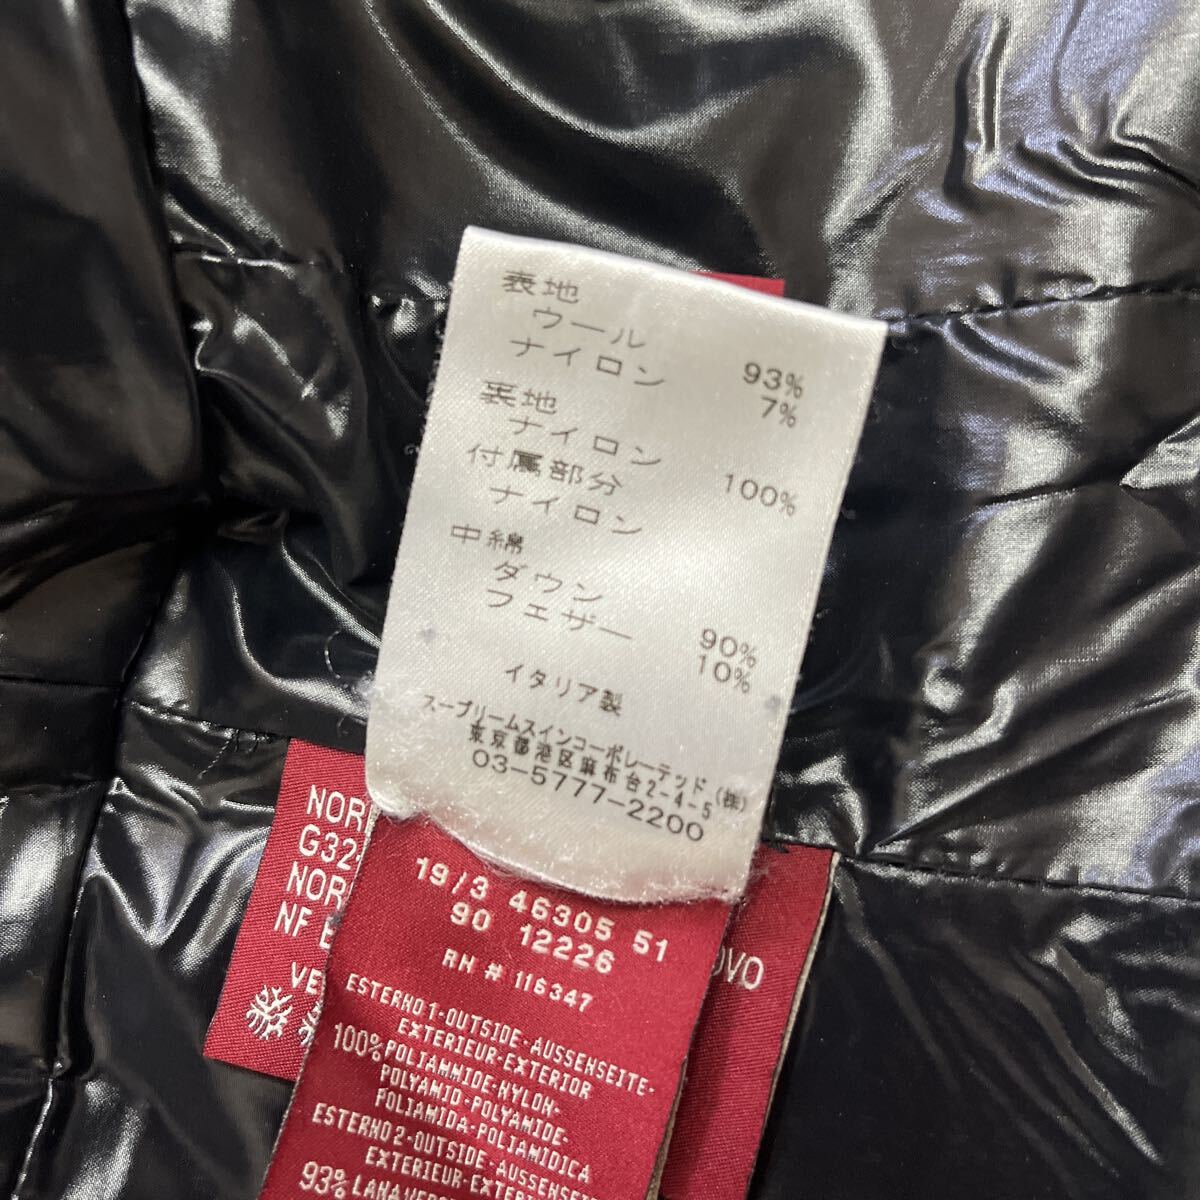 表地
ウール 93%
ナイロン 7%
裏地
ナイロン 100%
付属部分
ナイロン
中綿
ダウン 90%
フェザー 10%
イタリア製
スープリームスインコーポレーテッド(株)
東京都港区麻布台2-4-5
03-5777-2200
19/3 46305 51
90 12226
RN # 116347
ESTERNO 1-OUTSIDE-AUSSENSEITE-
EXTERIEUR-EXTERIOR
100% POLIAMMIDE-NYLON-
POLYAMID-POLYAMIDE-
POLIAMIDA-POLIAMIDICA
ESTERNO 2-OUTSIDE-AUSSENSEITE
EXTERIEUR-EXTERIOR
93% LANA VERG
NOR
G32
NOR
NF
VE
OVO